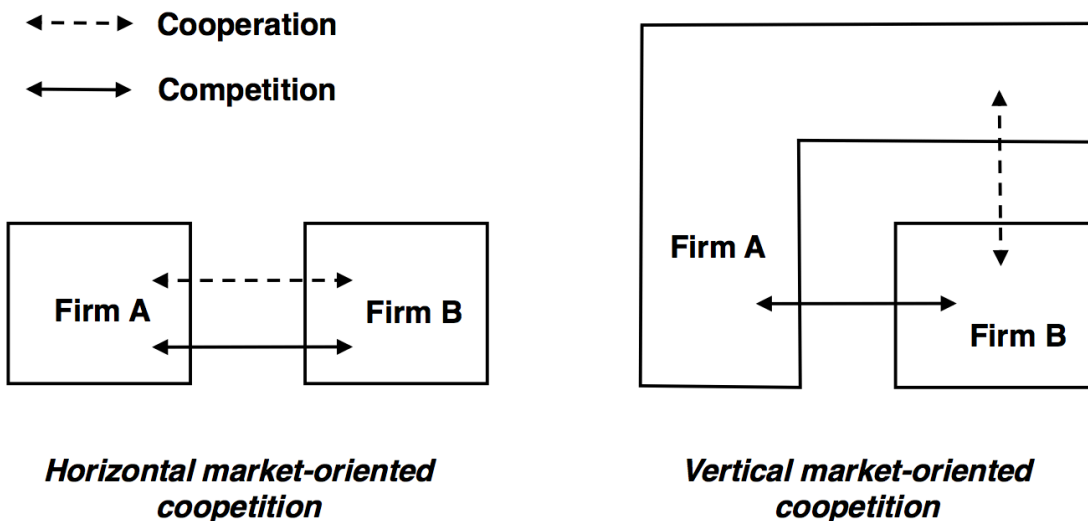 Cooperation
Competition
Firm A
Firm B
Horizontal market-oriented
coopetition
Firm A
Firm B
Vertical market-oriented
coopetition